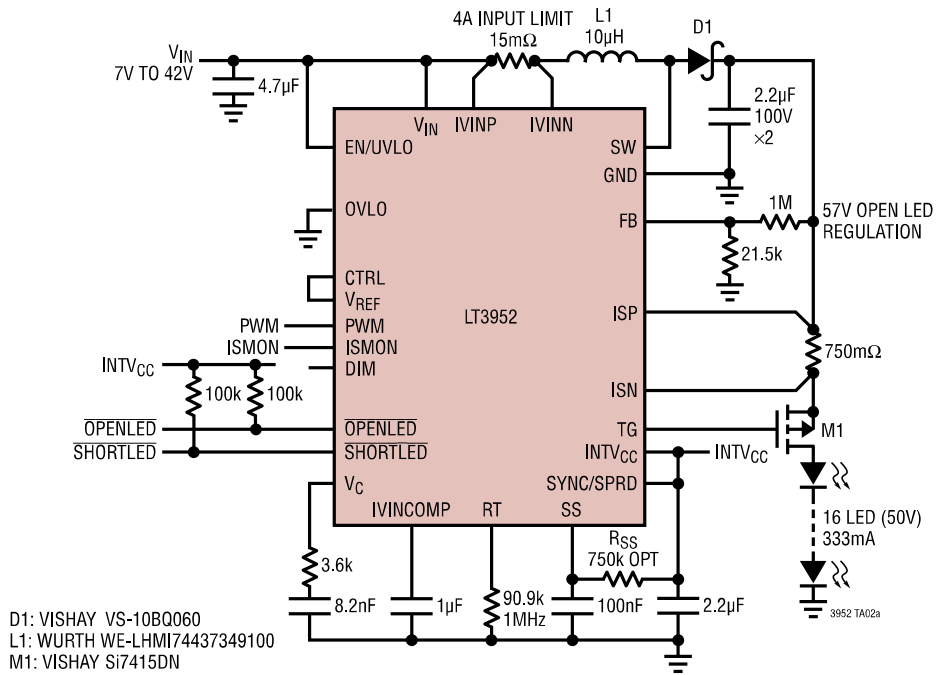 4A INPUT LIMIT
15mΩ
L1
10µH
D1
VIN
7V TO 42V
4.7µF
2.2µF
100V
×2
VIN
IVINP
IVINN
EN/UVLO
SW
GND
OVLO
FB
1M
57V OPEN LED
REGULATION
21.5k
CTRL
VREF
LT3952
ISP
PWM
PWM
ISMON
ISMON
750mΩ
INTVCC
DIM
100k
100k
ISN
OPENLED
OPENLED
TG
M1
SHORTLED
SHORTLED
INTVCC
INTVCC
VC
SYNC/SPRD
IVINCOMP
RT
SS
16 LED (50V)
333mA
RSS
750k OPT
3.6k
8.2nF
1µF
90.9k
1MHz
100nF
2.2µF
3952 TA02a
D1: VISHAY VS-10BQ060
L1: WURTH WE-LHMI74437349100
M1: VISHAY Si7415DN